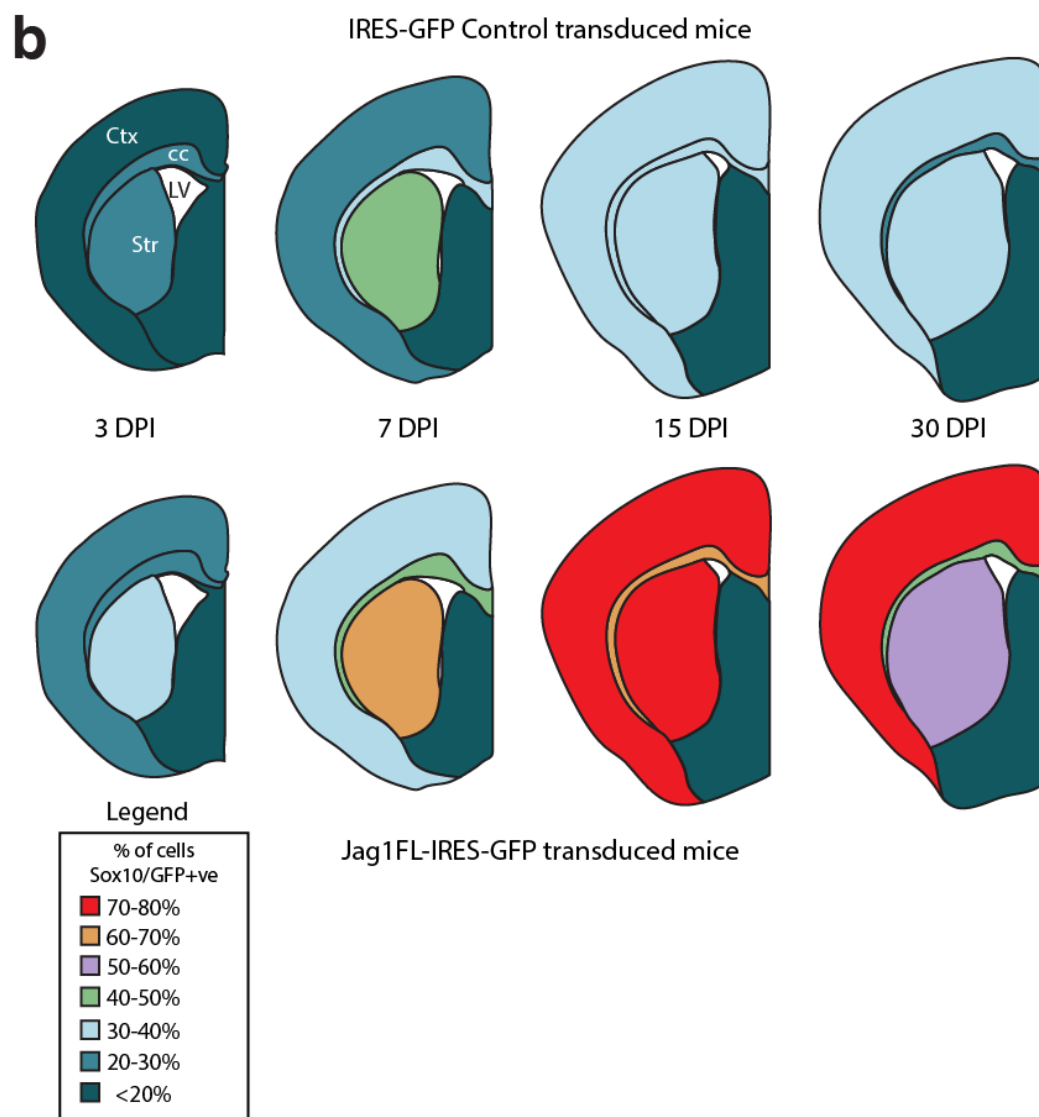 b
IRES-GFP Control transduced mice
Ctx
cc
LV
Str
3 DPI
7 DPI
15 DPI
30 DPI
Legend
% of cells
Sox10/GFP+ve
70-80%
60-70%
50-60%
40-50%
30-40%
20-30%
<20%
Jag1FL-IRES-GFP transduced mice